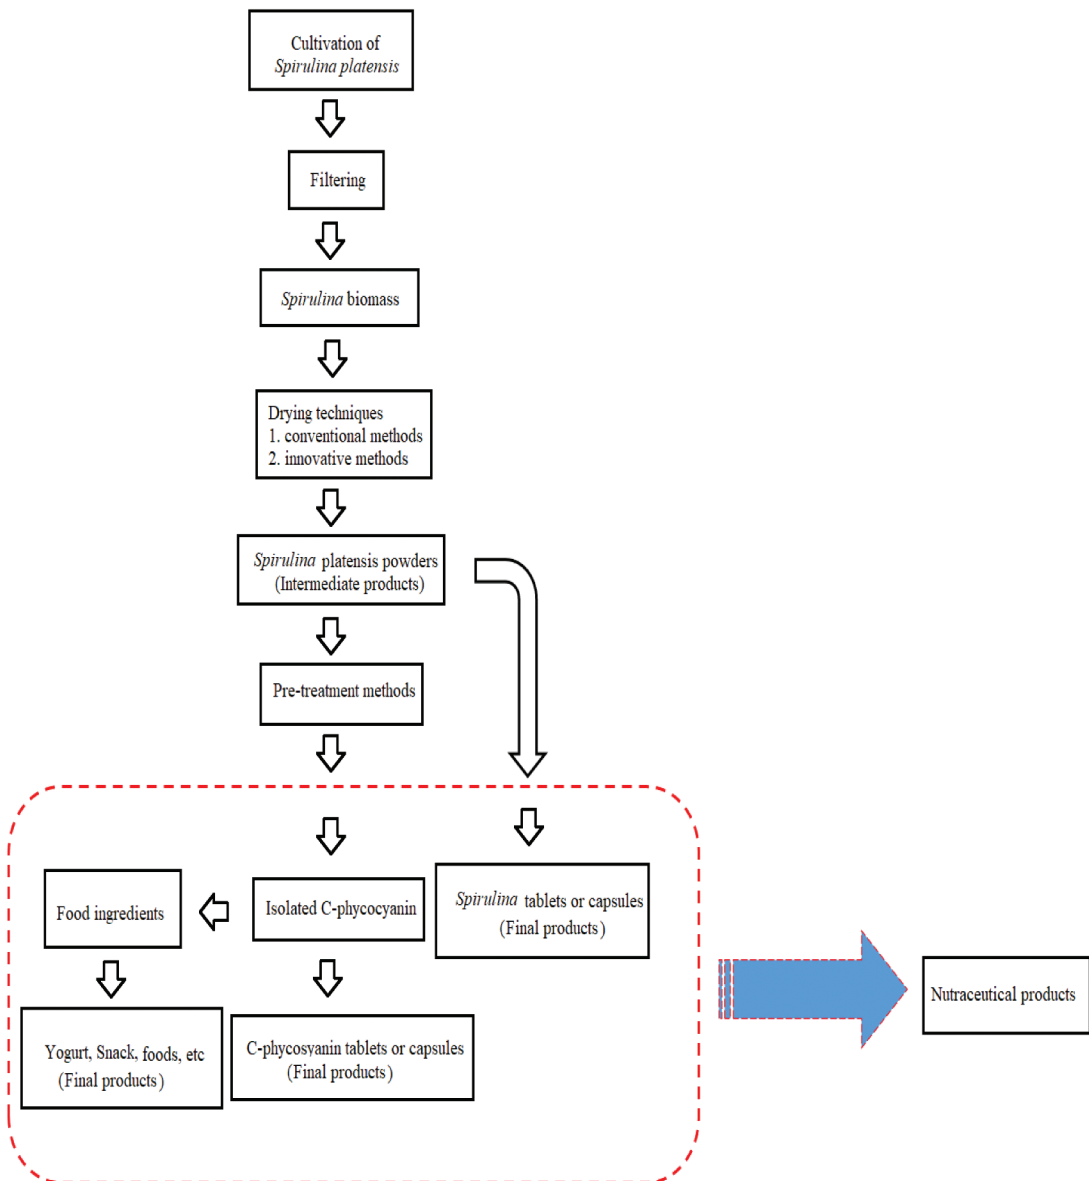 Cultivation of
Spirulina platensis
Filtering
Spirulina biomass
Drying techniques
1. conventional methods
2. innovative methods
Spirulina platensis powders
(Intermediate products)
Pre-treatment methods
Food ingredients
Isolated C-phycocyanin
Spirulina tablets or capsules
(Final products)
Nutraceutical products
Yogurt, Snack, foods, etc
(Final products)
C-phycosyanin tablets or capsules
(Final products)